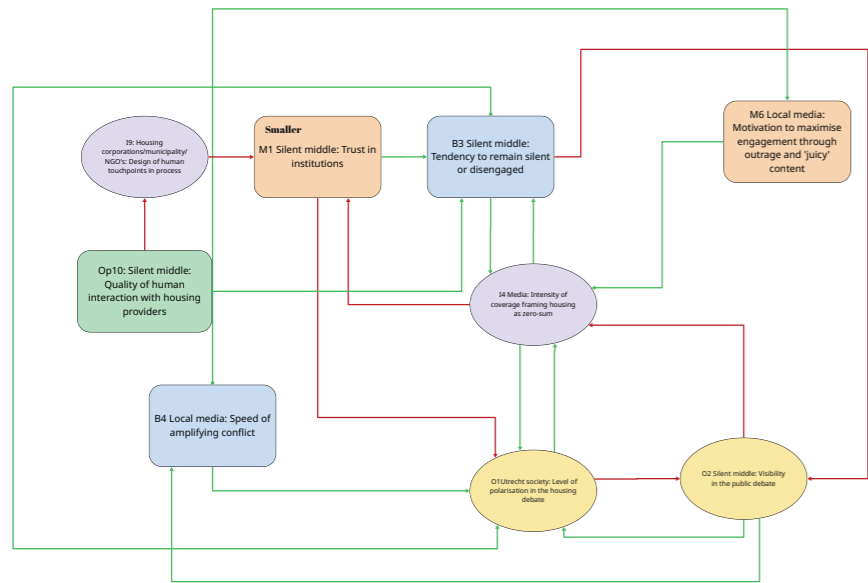 I9: Housing
corporations/municipality/
NGO's: Design of human
touchpoints in process
Smaller
M1 Silent middle: Trust in
institutions
B3 Silent middle:
Tendency to remain silent
or disengaged
M6 Local media:
Motivation to maximise
engagement through
outrage and 'juicy'
content
Op10: Silent middle:
Quality of human
interaction with housing
providers
I4 Media: Intensity of
coverage framing housing
as zero-sum
B4 Local media: Speed of
amplifying conflict
O1Utrecht society: Level of
polarisation in the housing
debate
O2 Silent middle: Visibility
in the public debate